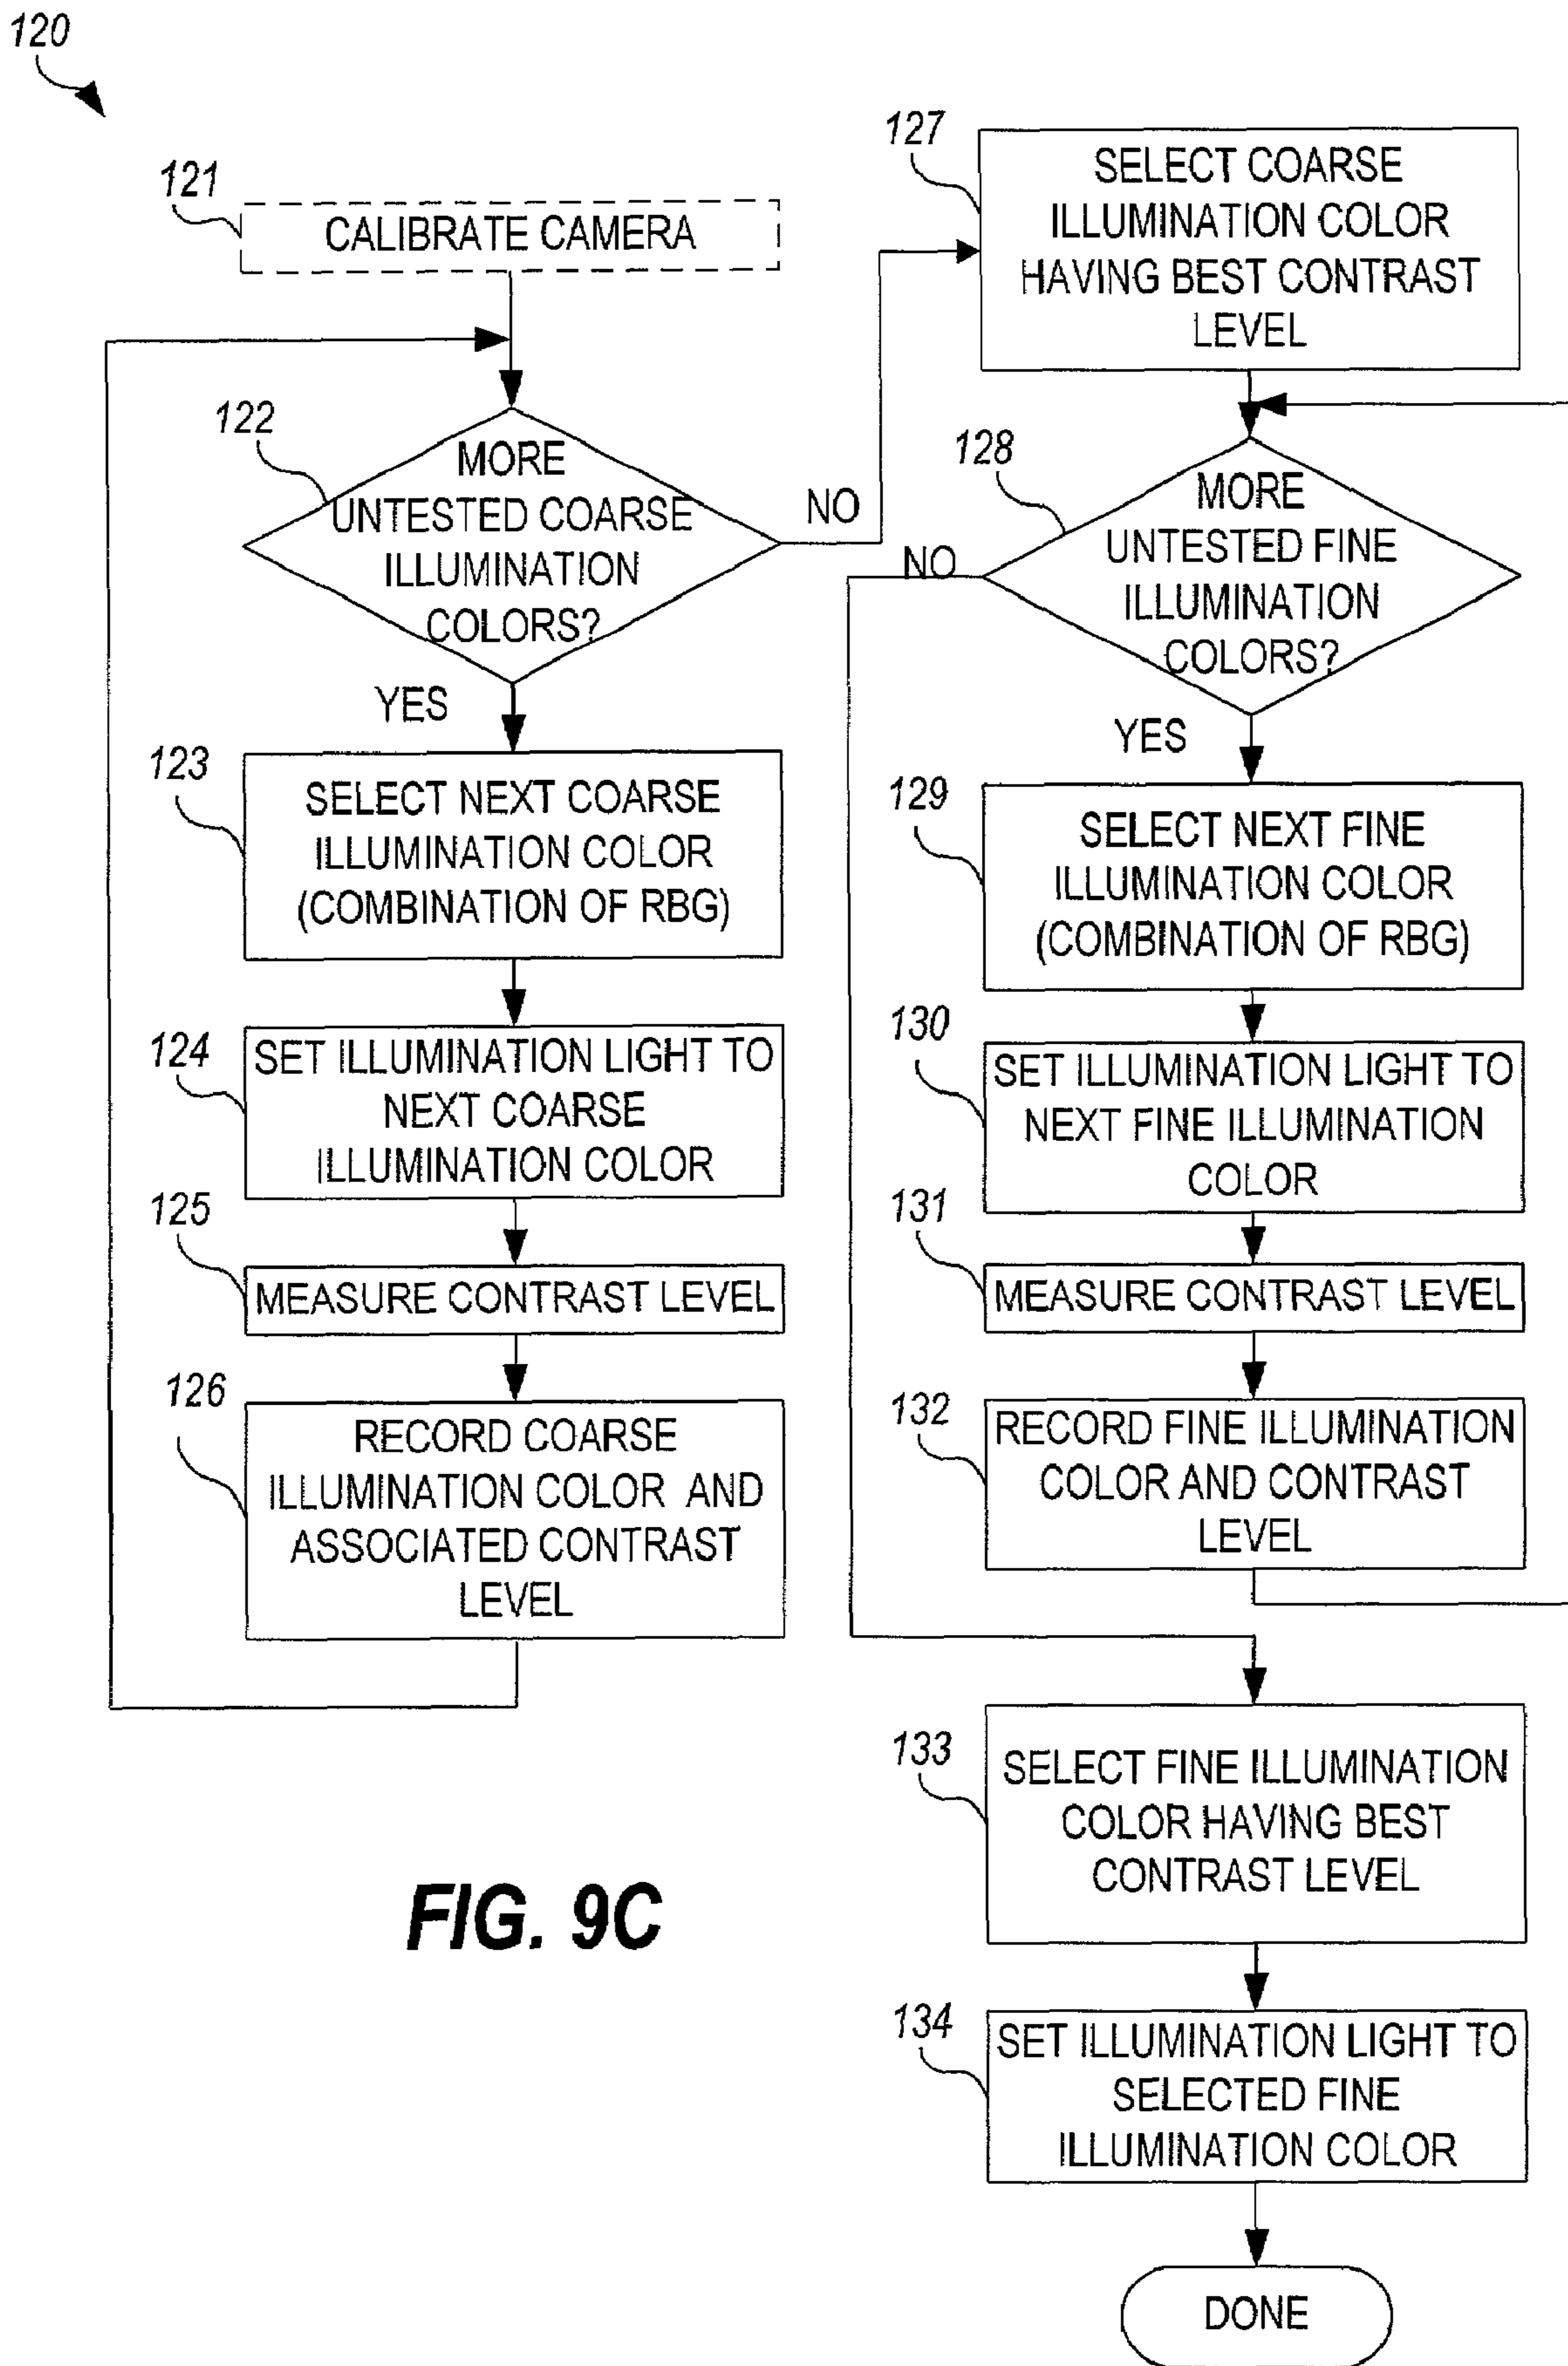 120
121
CALIBRATE CAMERA
122
MORE
UNTESTED COARSE
ILLUMINATION
COLORS?
NO
YES
123
SELECT NEXT COARSE
ILLUMINATION COLOR
(COMBINATION OF RBG)
124
SET ILLUMINATION LIGHT TO
NEXT COARSE
ILLUMINATION COLOR
125
MEASURE CONTRAST LEVEL
126
RECORD COARSE
ILLUMINATION COLOR AND
ASSOCIATED CONTRAST
LEVEL
127
SELECT COARSE
ILLUMINATION COLOR
HAVING BEST CONTRAST
LEVEL
128
MORE
UNTESTED FINE
ILLUMINATION
COLORS?
NO
YES
129
SELECT NEXT FINE
ILLUMINATION COLOR
(COMBINATION OF RBG)
130
SET ILLUMINATION LIGHT TO
NEXT FINE ILLUMINATION
COLOR
131
MEASURE CONTRAST LEVEL
132
RECORD FINE ILLUMINATION
COLOR AND CONTRAST
LEVEL
133
SELECT FINE ILLUMINATION
COLOR HAVING BEST
CONTRAST LEVEL
134
SET ILLUMINATION LIGHT TO
SELECTED FINE
ILLUMINATION COLOR
DONE
FIG. 9C